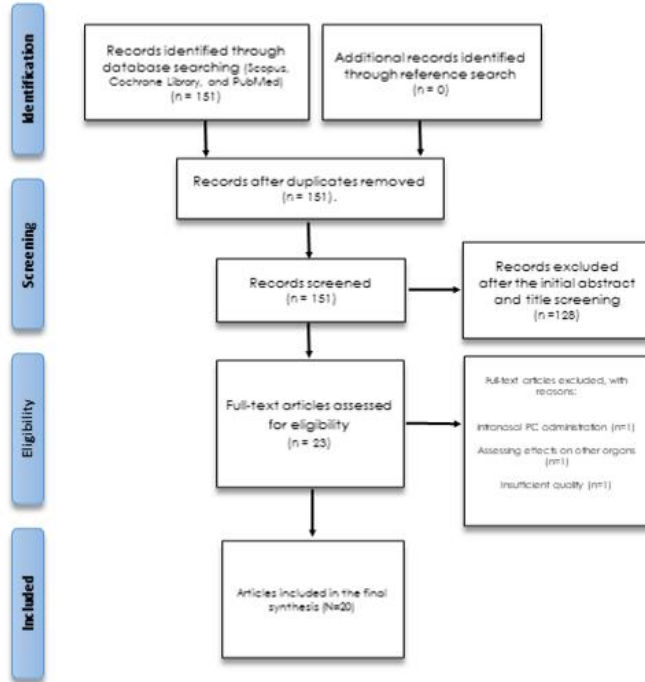 Identification
Records identified through
database searching (Scopus,
Cochrane Library, and PubMed)
(n = 151)
Additional records identified
through reference search
(n = 0)
Records after duplicates removed
(n = 151).
Screening
Records screened
(n = 151)
Records excluded
after the initial abstract
and title screening
(n =128)
Eligibility
Full-text articles assessed
for eligibility
(n = 23)
Full-text articles excluded, with
reasons:
Intranasal PC administration (n=1)
Assessing effects on other organs
(n=1)
Insufficient quality (n=1)
Included
Articles included in the final
synthesis (N=20)